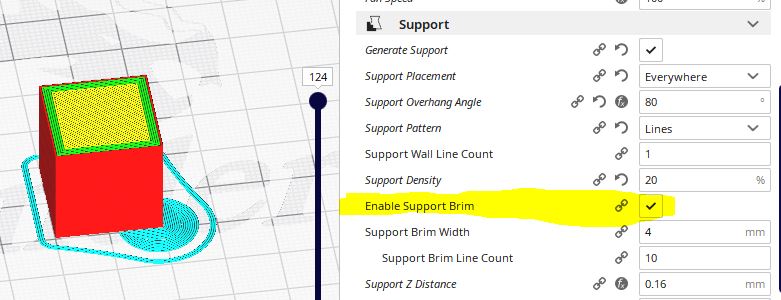 Support
Generate Support
124
Support Placement Everywhere
Support Overhang Angle 80 °
Support Pattern Lines
Support Wall Line Count 1
Support Density 20 %
Enable Support Brim
Support Brim Width 4 mm
Support Brim Line Count 10
Support Z Distance 0.16 mm